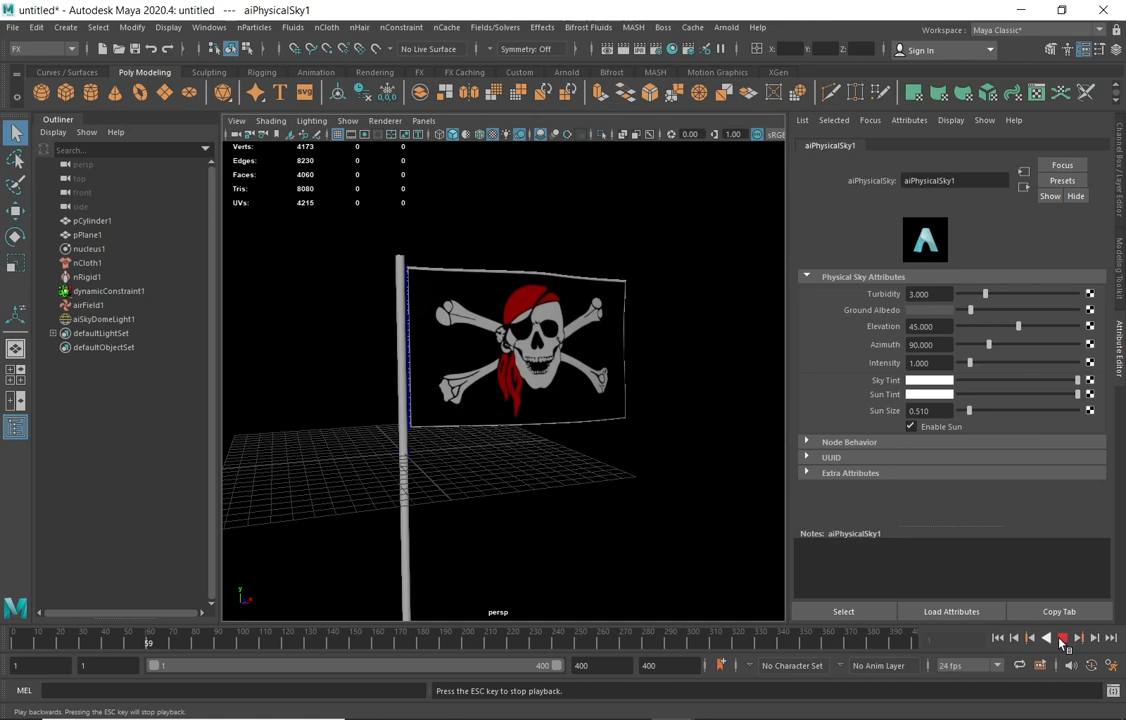 untitled* - Autodesk Maya 2020.4: untitled --- aiPhysicalSky1
File Edit Create Select Modify Display Windows nParticles Fluids nCloth nHair nConstraint nCache Fields/Solvers Effects Bifrost Fluids MASH Boss Cache Arnold Help
Workspace : Maya Classic*
FX
No Live Surface
Symmetry: Off
X:
Y:
Z:
Sign In
Curves / Surfaces Poly Modeling Sculpting Rigging Animation Rendering FX FX Caching Custom Arnold Bifrost MASH Motion Graphics XGen
Outliner
Display Show Help
Search...
persp
top
front
side
pCylinder1
pPlane1
nucleus1
nCloth1
nRigid1
dynamicConstraint1
airField1
aiSkyDomeLight1
defaultLightSet
defaultObjectSet
View Shading Lighting Show Renderer Panels
0.00 1.00
Verts: 4173 0 0
Edges: 8230 0 0
Faces: 4060 0 0
Tris: 8080 0 0
UVs: 4215 0 0
y
persp
List Selected Focus Attributes Display Show Help
aiPhysicalSky1
aiPhysicalSky: aiPhysicalSky1
Focus
Presets
Show Hide
Physical Sky Attributes
Turbidity 3.000
Ground Albedo
Elevation 45.000
Azimuth 90.000
Intensity 1.000
Sky Tint
Sun Tint
Sun Size 0.510
Enable Sun
Node Behavior
UUID
Extra Attributes
Notes: aiPhysicalSky1
Select Load Attributes Copy Tab
Channel Box / Layer Editor
Modeling Toolkit
Attribute Editor
0 10 20 30 40 50 60 70 80 90 100 110 120 130 140 150 160 170 180 190 200 210 220 230 240 250 260 270 280 290 300 310 320 330 340 350 360 370 380 390
59
1
1 1 1 400 400 400
No Character Set
No Anim Layer
24 fps
MEL
Press the ESC key to stop playback.
Play backwards. Pressing the ESC key will stop playback.